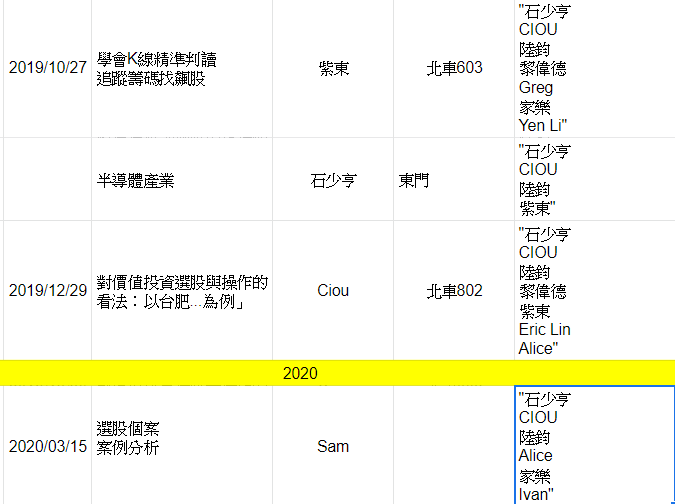 2019/10/27
學會K線精準判讀
追蹤籌碼找飆股
紫東
北車603
"石少亨
CIOU
陸鈞
黎偉德
Greg
家樂
Yen Li"
半導體產業
石少亨
東門
"石少亨
CIOU
陸鈞
紫東"
2019/12/29
對價值投資選股與操作的
看法：以台肥...為例」
Ciou
北車802
"石少亨
CIOU
陸鈞
黎偉德
紫東
Eric Lin
Alice"
2020
2020/03/15
選股個案
案例分析
Sam
"石少亨
CIOU
陸鈞
Alice
家樂
Ivan"